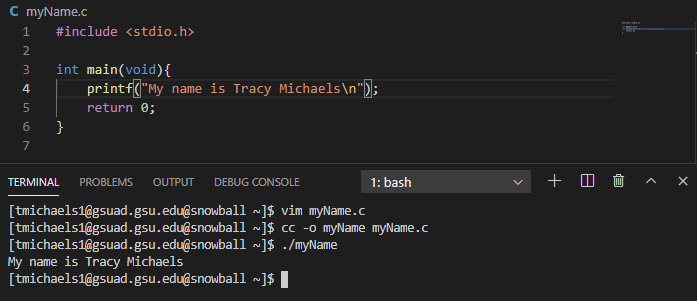 C myName.c
1 #include <stdio.h>
2
3 int main(void){
4 printf("My name is Tracy Michaels\n");
5 return 0;
6 }
7
TERMINAL PROBLEMS OUTPUT DEBUG CONSOLE 1: bash
[tmichaels1@gsuad.gsu.edu@snowball ~]$ vim myName.c
[tmichaels1@gsuad.gsu.edu@snowball ~]$ cc -o myName myName.c
[tmichaels1@gsuad.gsu.edu@snowball ~]$ ./myName
My name is Tracy Michaels
[tmichaels1@gsuad.gsu.edu@snowball ~]$